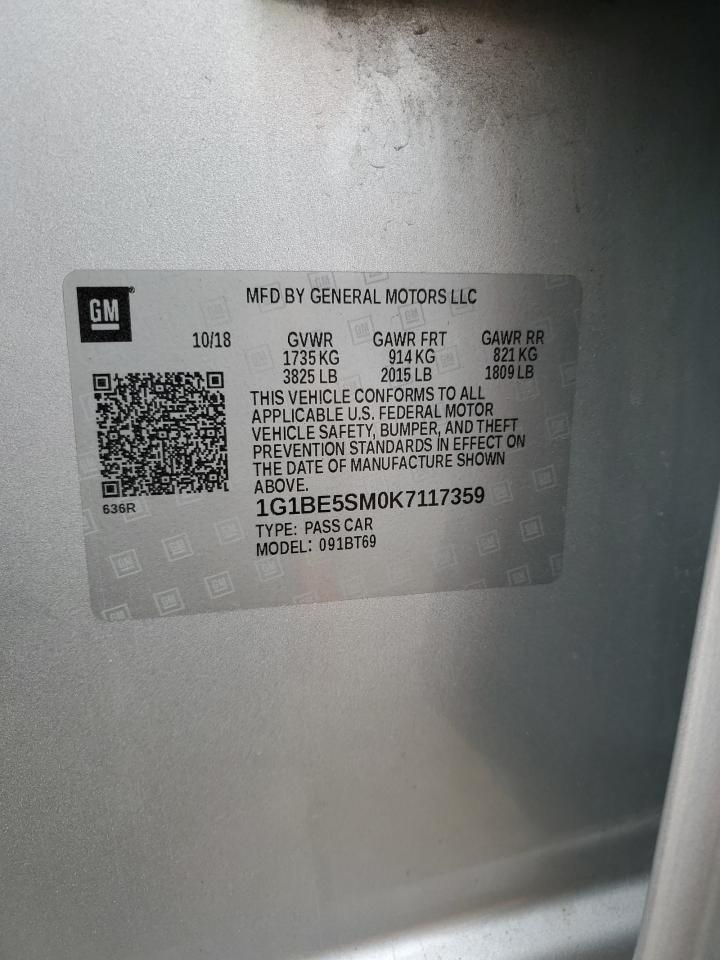 GM
MFD BY GENERAL MOTORS LLC
10/18 GVWR GAWR FRT GAWR RR
1735 KG 914 KG 821 KG
3825 LB 2015 LB 1809 LB
THIS VEHICLE CONFORMS TO ALL
APPLICABLE U.S. FEDERAL MOTOR
VEHICLE SAFETY, BUMPER, AND THEFT
PREVENTION STANDARDS IN EFFECT ON
THE DATE OF MANUFACTURE SHOWN
ABOVE.
636R
1G1BE5SM0K7117359
TYPE: PASS CAR
MODEL: 091BT69